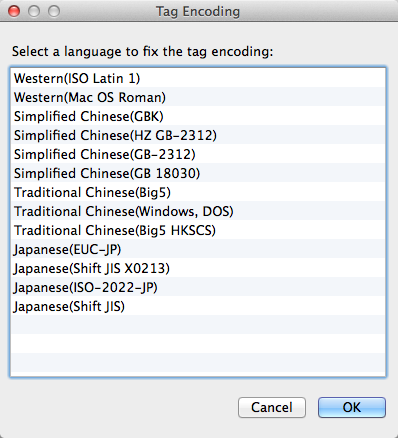 Tag Encoding
Select a language to fix the tag encoding:
Western(ISO Latin 1)
Western(Mac OS Roman)
Simplified Chinese(GBK)
Simplified Chinese(HZ GB-2312)
Simplified Chinese(GB-2312)
Simplified Chinese(GB 18030)
Traditional Chinese(Big5)
Traditional Chinese(Windows, DOS)
Traditional Chinese(Big5 HKSCS)
Japanese(EUC-JP)
Japanese(Shift JIS X0213)
Japanese(ISO-2022-JP)
Japanese(Shift JIS)
Cancel OK